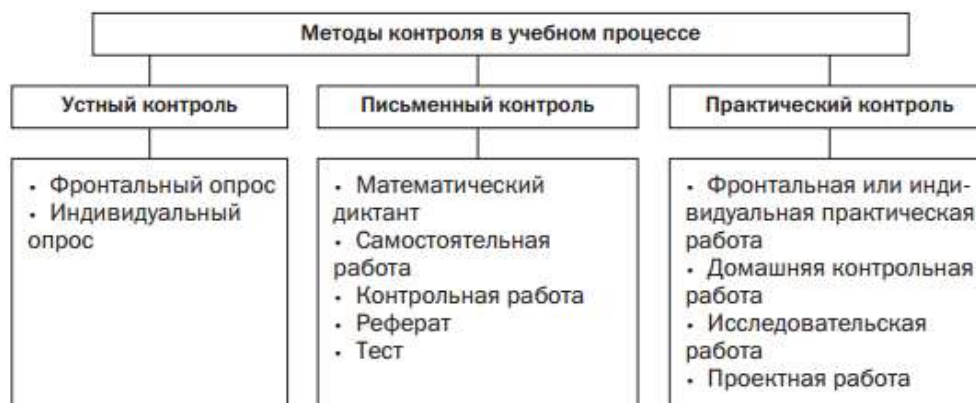 Методы контроля в учебном процессе
Устный контроль
Письменный контроль
Практический контроль
• Фронтальный опрос
• Индивидуальный
опрос
• Математический
диктант
• Самостоятельная
работа
• Контрольная работа
• Реферат
• Тест
• Фронтальная или инди-
видуальная практическая
работа
• Домашняя контрольная
работа
• Исследовательская
работа
• Проектная работа